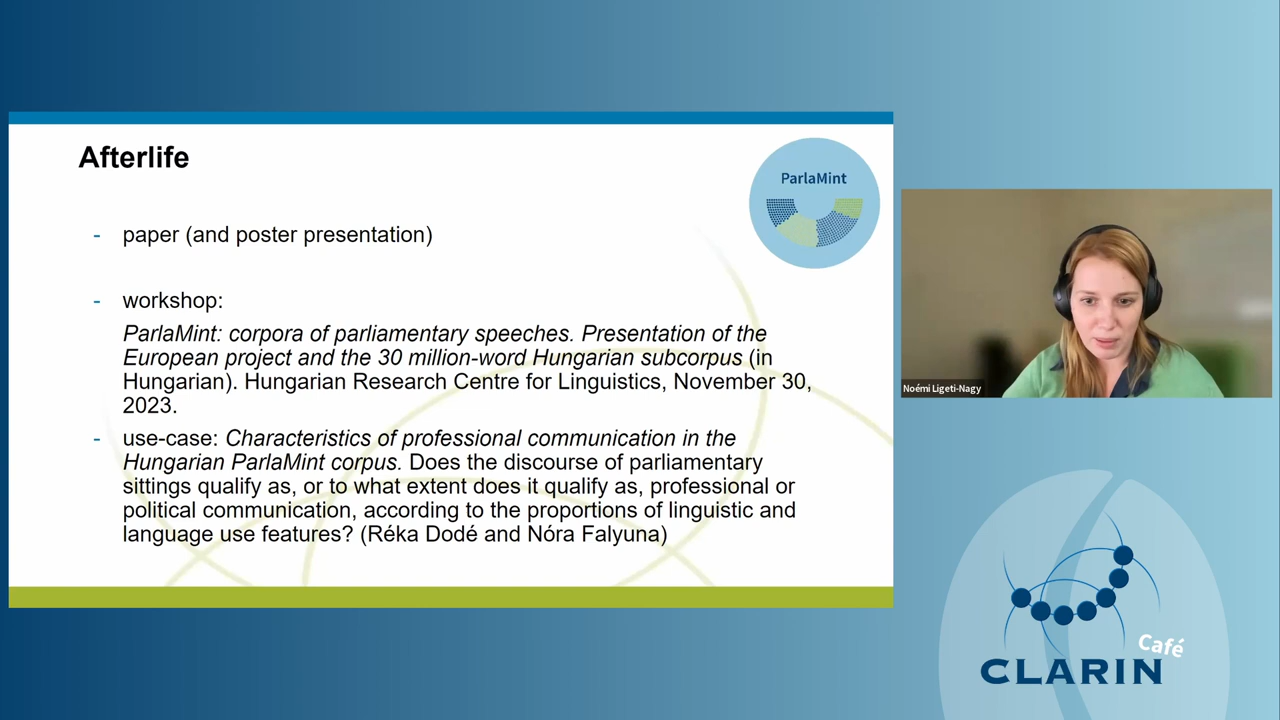 Afterlife
ParlaMint
- paper (and poster presentation)
- workshop:
ParlaMint: corpora of parliamentary speeches. Presentation of the
European project and the 30 million-word Hungarian subcorpus (in
Hungarian). Hungarian Research Centre for Linguistics, November 30,
2023.
- use-case: Characteristics of professional communication in the
Hungarian ParlaMint corpus. Does the discourse of parliamentary
sittings qualify as, or to what extent does it qualify as, professional or
political communication, according to the proportions of linguistic and
language use features? (Réka Dodé and Nóra Falyuna)
Noémi Ligeti-Nagy
Café
CLARIN